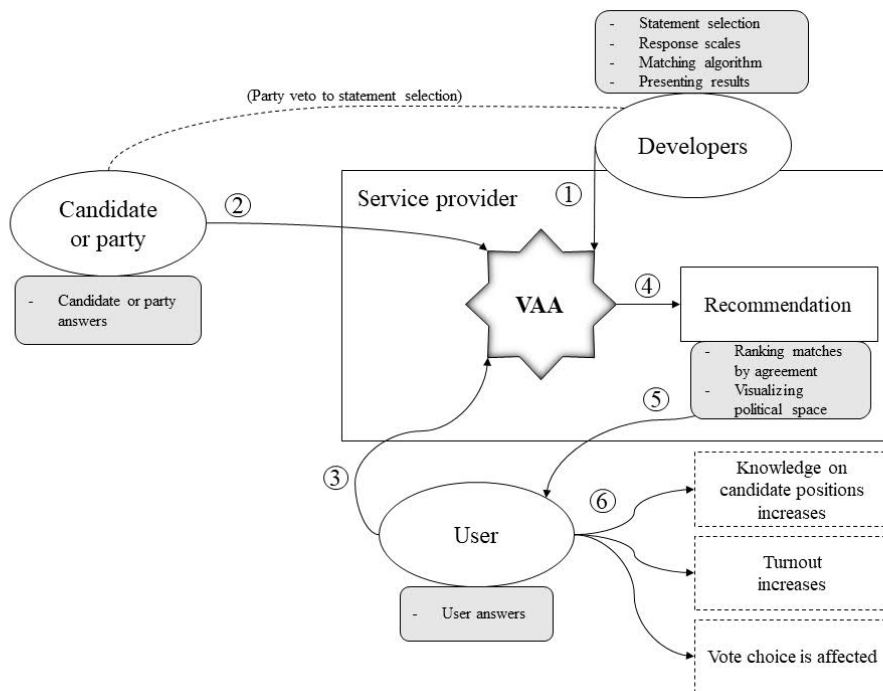 - Statement selection
- Response scales
- Matching algorithm
- Presenting results
(Party veto to statement selection)
Developers
Service provider
①
Candidate
or party
②
- Candidate or party
answers
VAA
④
Recommendation
- Ranking matches
by agreement
- Visualizing
political space
⑤
③
User
⑥
- User answers
Knowledge on
candidate positions
increases
Turnout
increases
Vote choice is affected